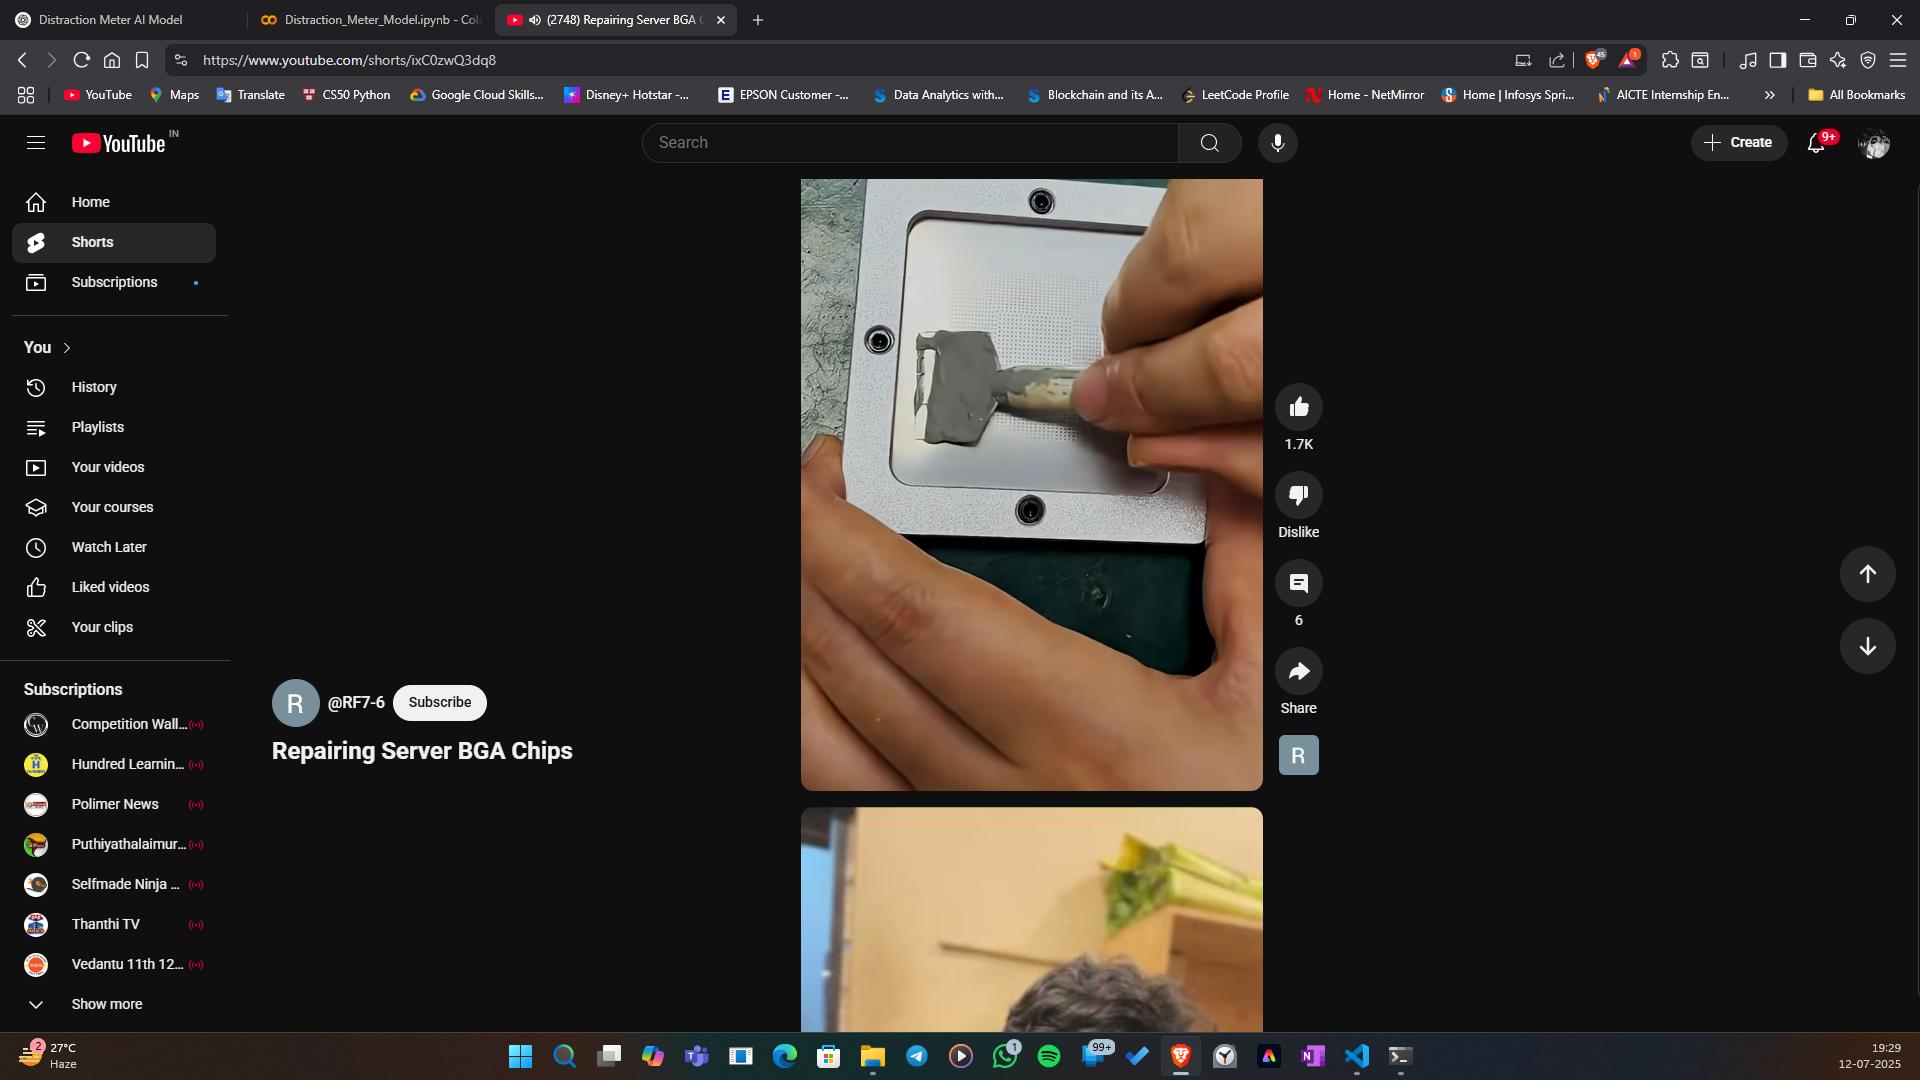 Distraction Meter AI Model
Distraction_Meter_Model.ipynb - Col
(2748) Repairing Server BGA C
https://www.youtube.com/shorts/ixC0zwQ3dq8
45
1
YouTube
Maps
Translate
CS50 Python
Google Cloud Skills...
Disney+ Hotstar -...
EPSON Customer -...
Data Analytics with...
Blockchain and its A...
LeetCode Profile
Home - NetMirror
Home | Infosys Spri...
AICTE Internship En...
All Bookmarks
YouTube IN
Search
Create
9+
Home
Shorts
Subscriptions
You
History
Playlists
Your videos
Your courses
Watch Later
Liked videos
Your clips
Subscriptions
Competition Wall...
Hundred Learnin...
Polimer News
Puthiyathalaimur...
Selfmade Ninja ...
Thanthi TV
Vedantu 11th 12...
Show more
R
@RF7-6
Subscribe
Repairing Server BGA Chips
1.7K
Dislike
6
Share
R
2
27°C
Haze
1
99+
19:29
12-07-2025